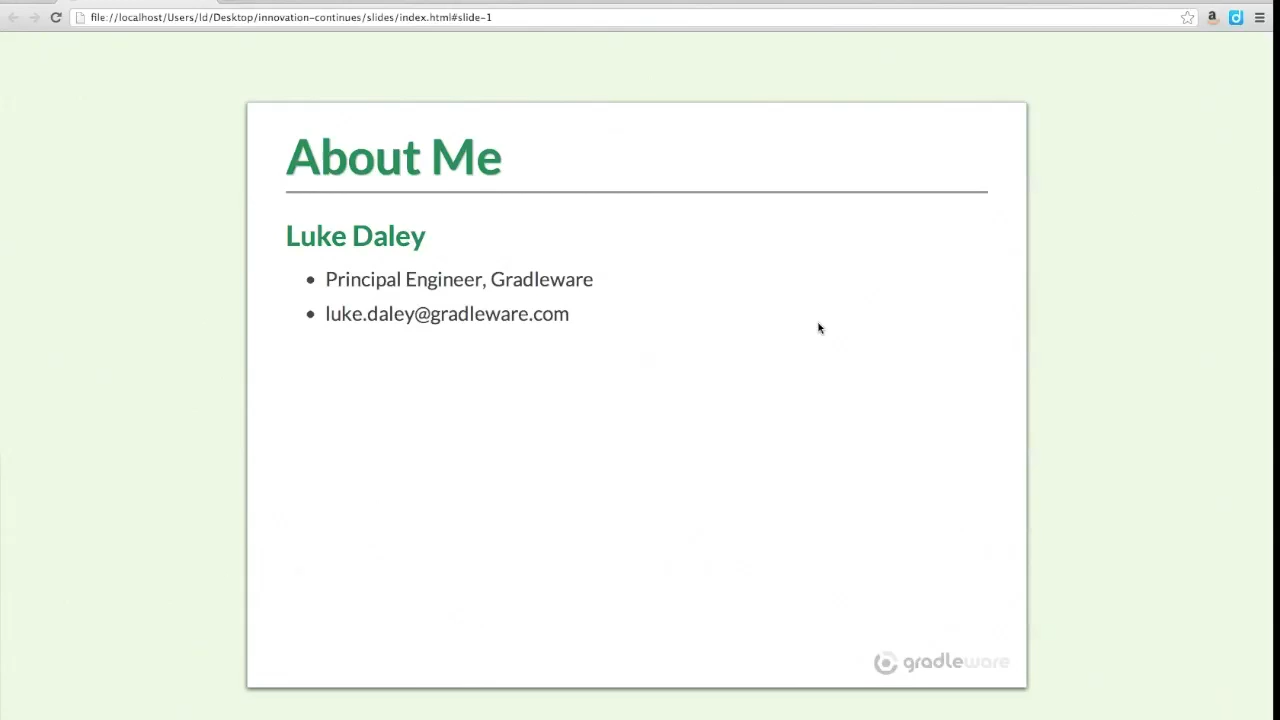 file://localhost/Users/ld/Desktop/innovation-continues/slides/index.html#slide-1
About Me
Luke Daley
• Principal Engineer, Gradleware
• luke.daley@gradleware.com
gradleware